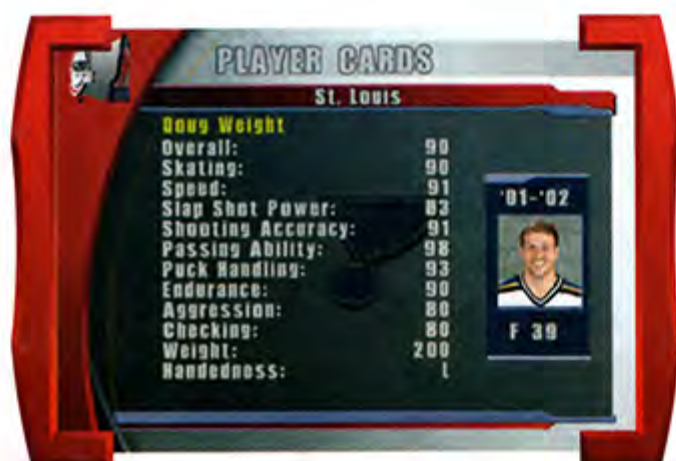 PLAYER CARDS
St. Louis
Doug Weight
Overall: 90
Skating: 90
Speed: 91
Slap Shot Power: 83
Shooting Accuracy: 91
Passing Ability: 98
Puck Handling: 93
Endurance: 90
Aggression: 80
Checking: 80
Weight: 200
Handedness: L
'01-'02
F 39